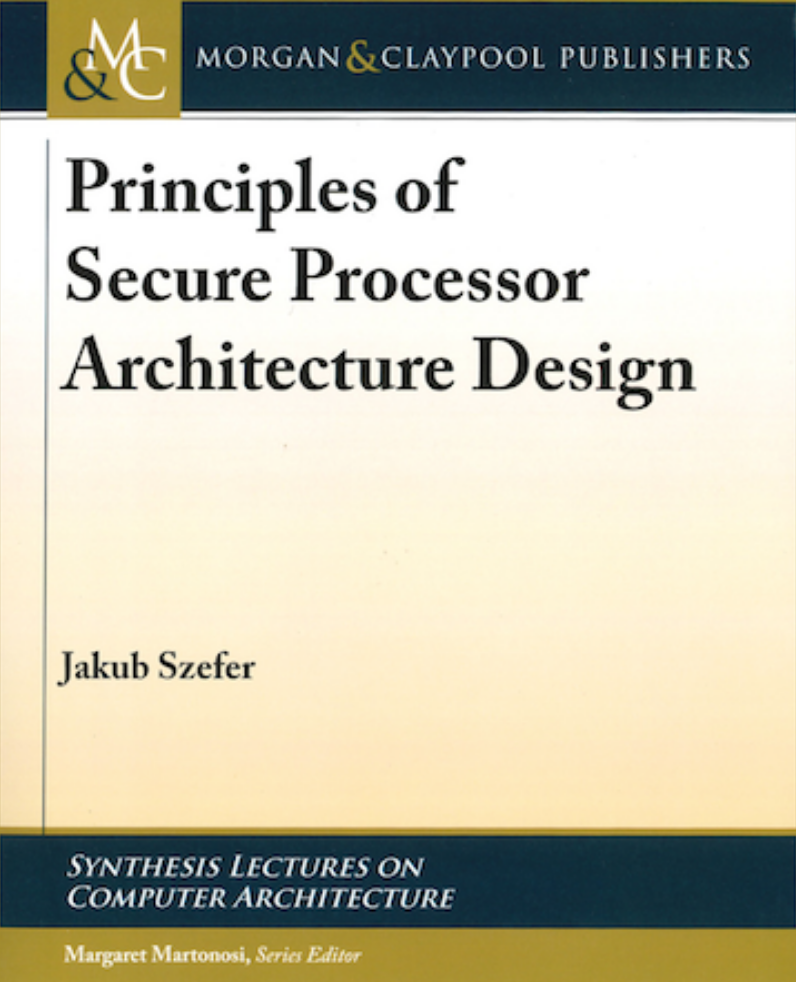 M&C
MORGAN & CLAYPOOL PUBLISHERS
Principles of
Secure Processor
Architecture Design
Jakub Szefer
SYNTHESIS LECTURES ON
COMPUTER ARCHITECTURE
Margaret Martonosi, Series Editor